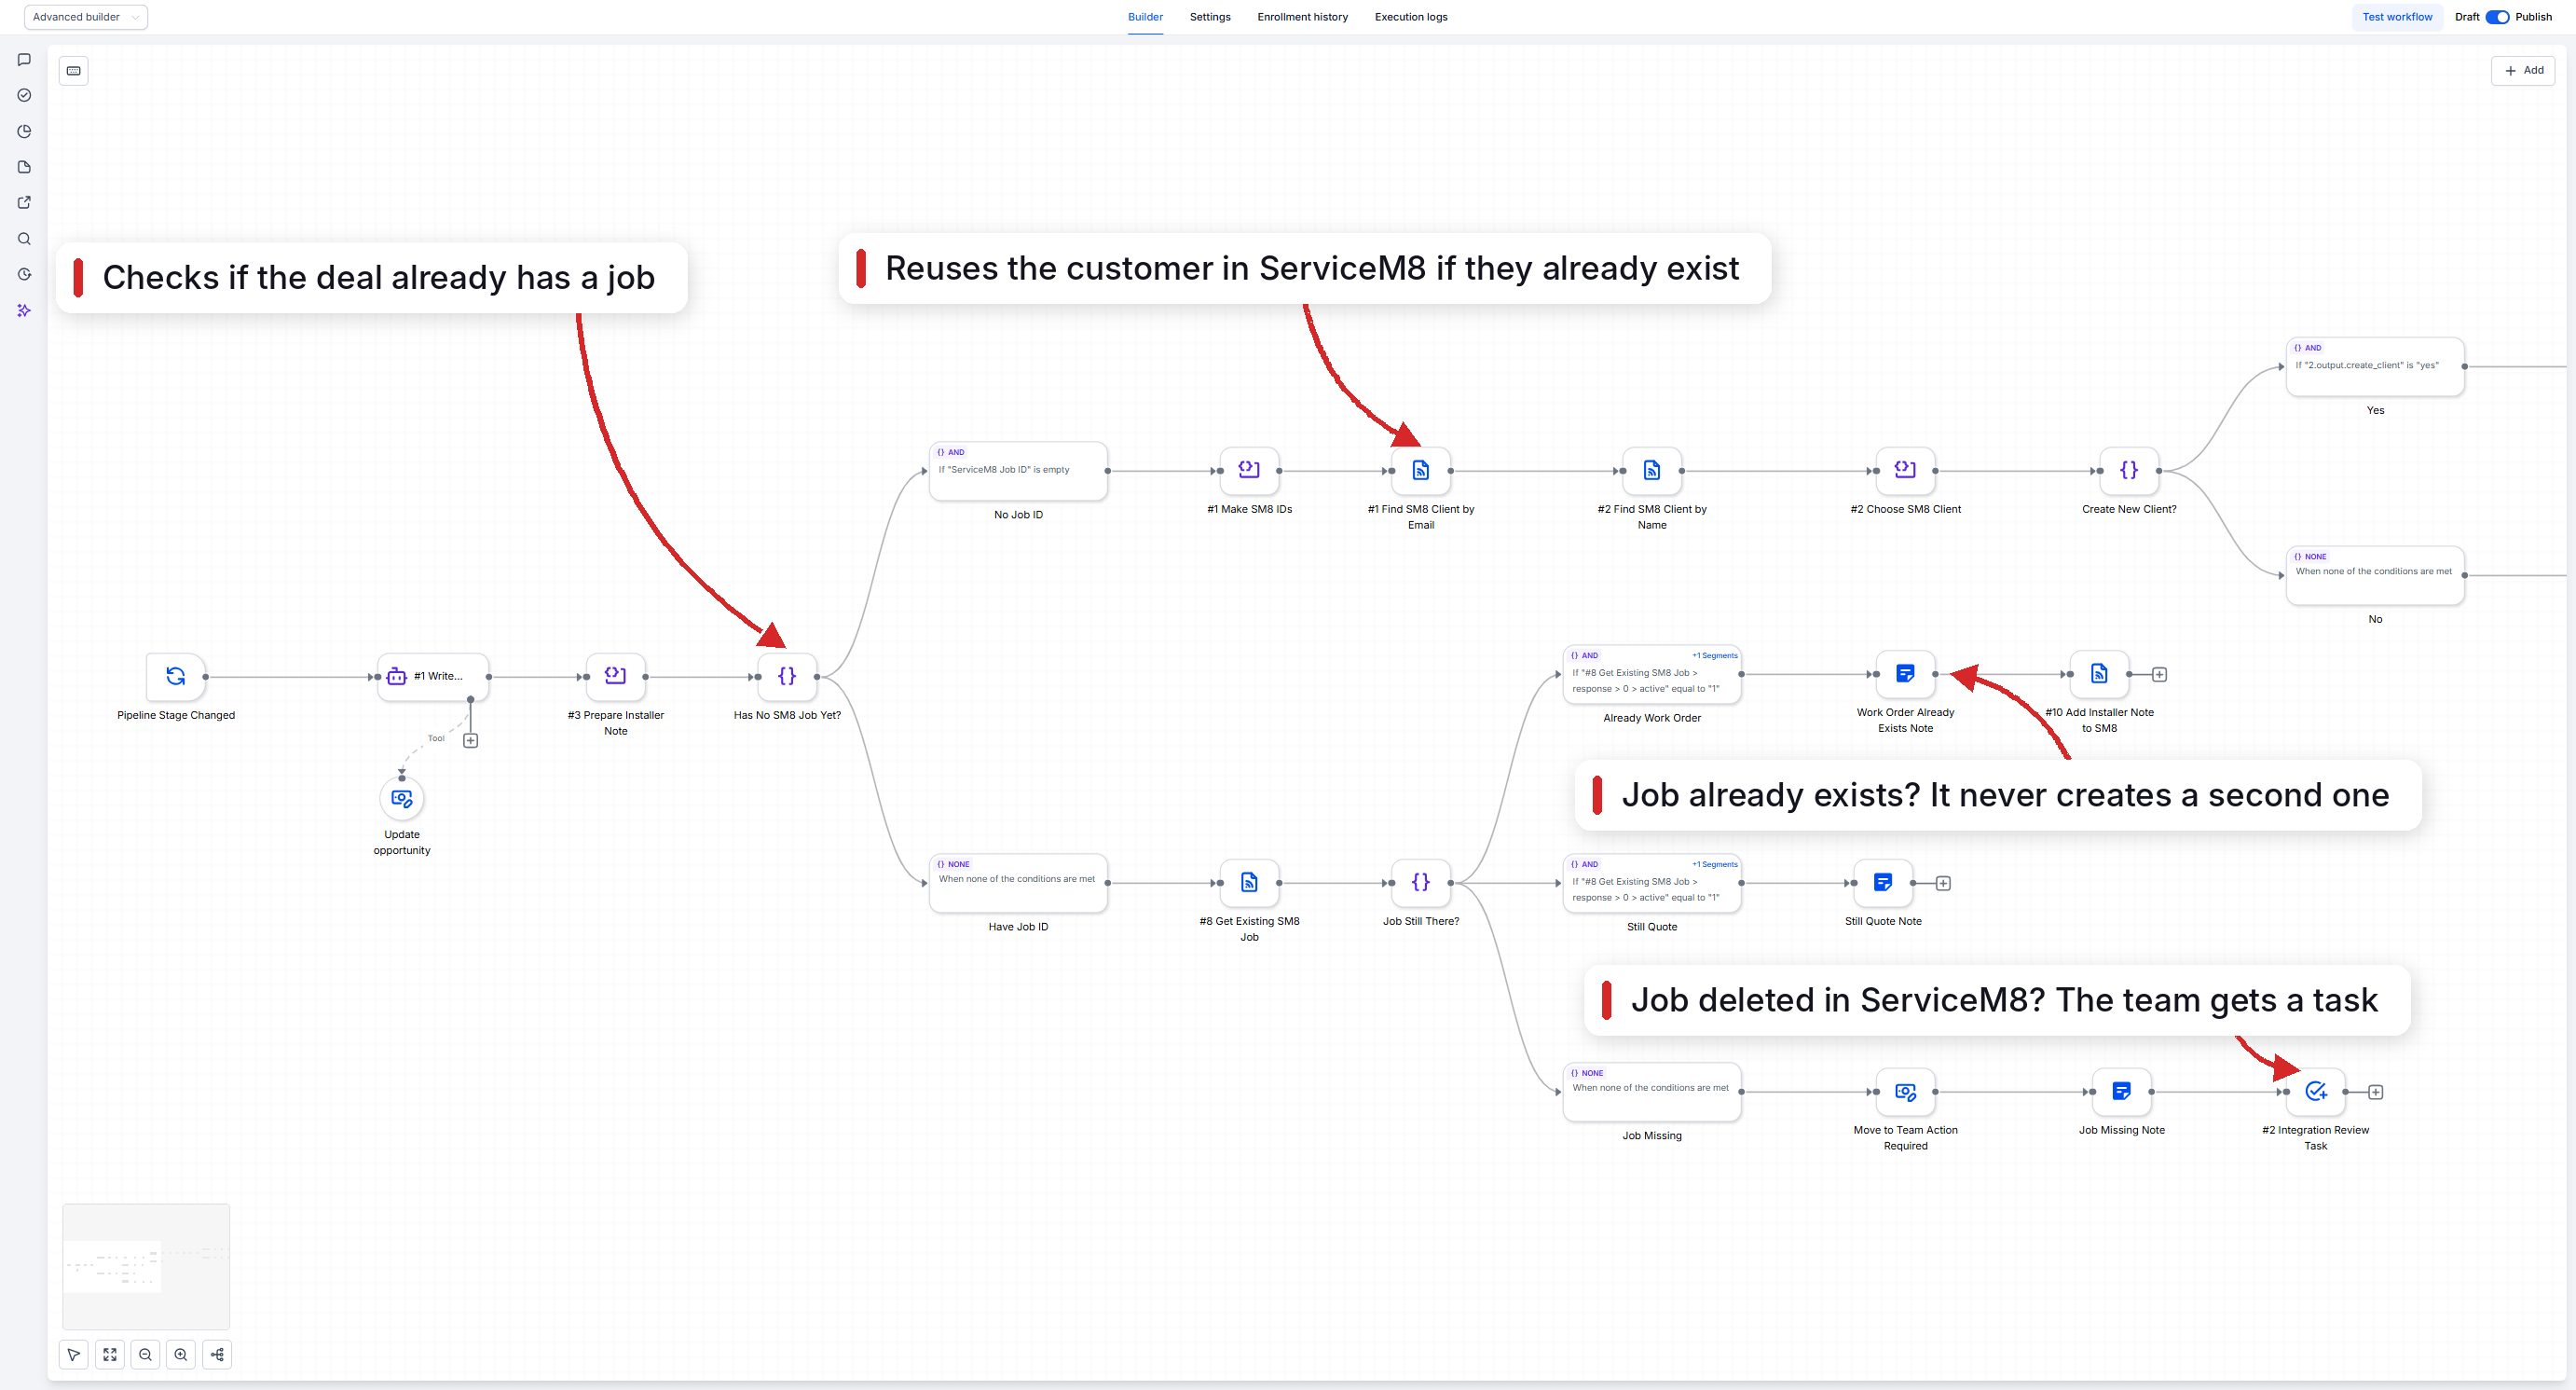 Advanced builder
Builder
Settings
Enrollment history
Execution logs
Test workflow
Draft
Publish
Add
Checks if the deal already has a job
Reuses the customer in ServiceM8 if they already exist
AND
If "2.output.create_client" is "yes"
Yes
AND
If "ServiceM8 Job ID" is empty
No Job ID
#1 Make SM8 IDs
#1 Find SM8 Client by
Email
#2 Find SM8 Client by
Name
#2 Choose SM8 Client
Create New Client?
NONE
When none of the conditions are met
No
Pipeline Stage Changed
#1 Write...
Tool
Update
opportunity
#3 Prepare Installer
Note
Has No SM8 Job Yet?
AND
+1 Segments
If "#8 Get Existing SM8 Job >
response > 0 > active" equal to "1"
Already Work Order
Work Order Already
Exists Note
#10 Add Installer Note
to SM8
Job already exists? It never creates a second one
NONE
When none of the conditions are met
Have Job ID
#8 Get Existing SM8
Job
Job Still There?
AND
+1 Segments
If "#8 Get Existing SM8 Job >
response > 0 > active" equal to "1"
Still Quote
Still Quote Note
Job deleted in ServiceM8? The team gets a task
NONE
When none of the conditions are met
Job Missing
Move to Team Action
Required
Job Missing Note
#2 Integration Review
Task